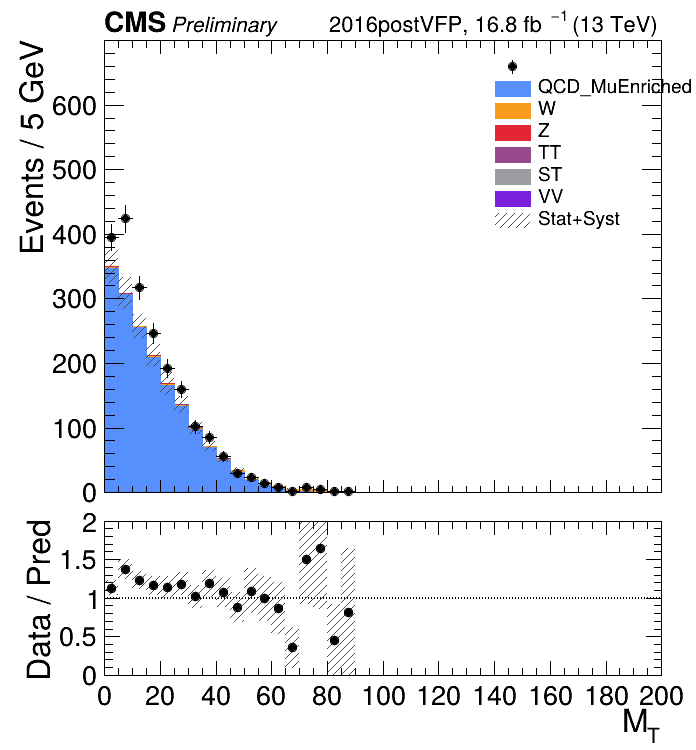 CMS Preliminary 2016postVFP, 16.8 fb ⁻¹ (13 TeV)
Events / 5 GeV
600
500
400
300
200
100
0
QCD_MuEnriched
W
Z
TT
ST
VV
Stat+Syst
Data / Pred
2
1.5
1
0.5
0
0 20 40 60 80 100 120 140 160 180 200
M_T